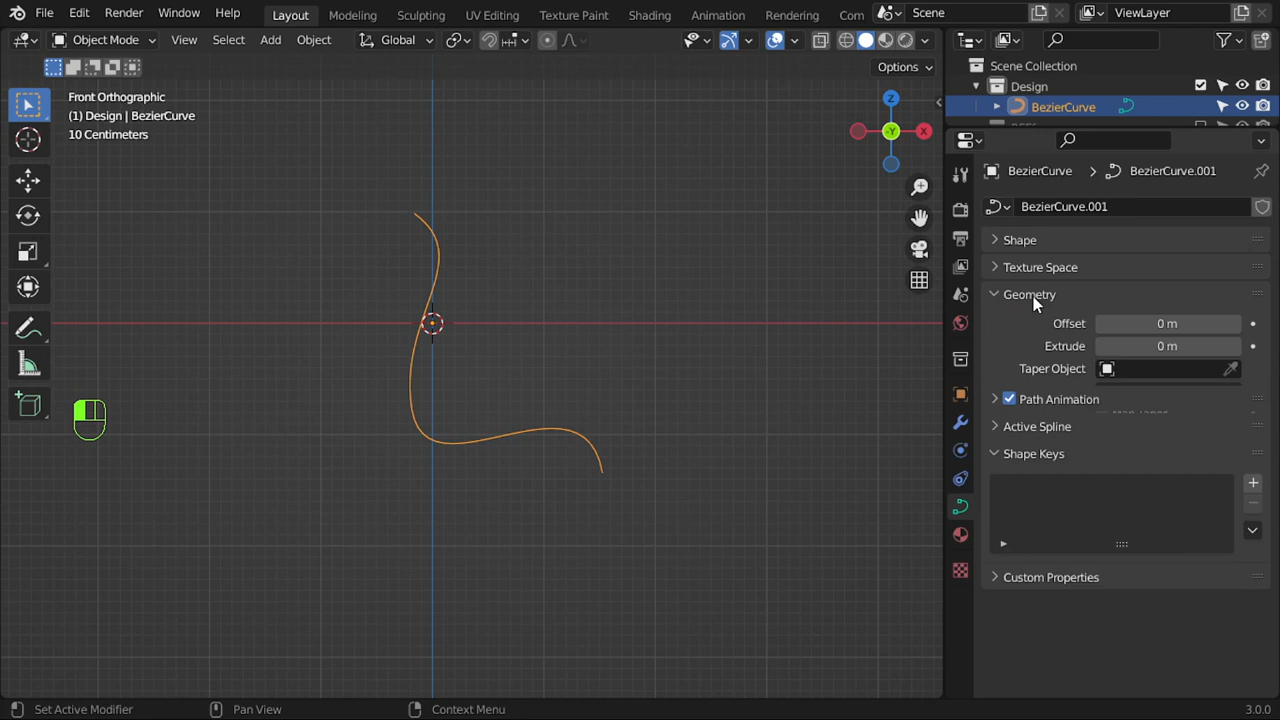 File Edit Render Window Help Layout Modeling Sculpting UV Editing Texture Paint Shading Animation Rendering Com Scene ViewLayer
Object Mode View Select Add Object Global
Options
Front Orthographic
(1) Design | BezierCurve
10 Centimeters
Z
X
-Y
Scene Collection
Design
BezierCurve
BezierCurve BezierCurve.001
BezierCurve.001
Shape
Texture Space
Geometry
Offset 0 m
Extrude 0 m
Taper Object
Path Animation
Active Spline
Shape Keys
Custom Properties
Set Active Modifier Pan View Context Menu 3.0.0